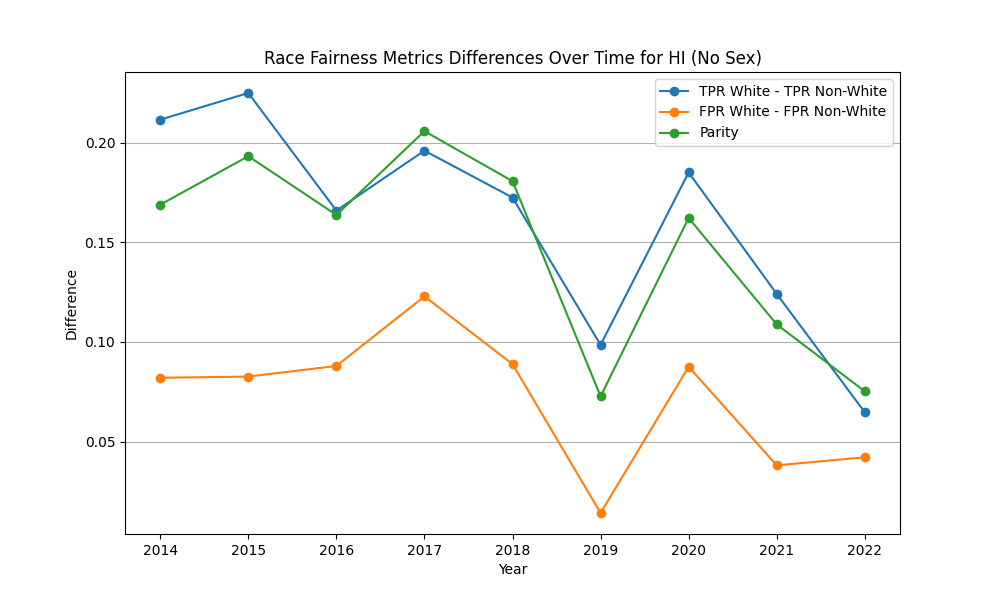 Race Fairness Metrics Differences Over Time for HI (No Sex)
TPR White - TPR Non-White
FPR White - FPR Non-White
Parity
0.20
0.15
0.10
0.05
Difference
2014 2015 2016 2017 2018 2019 2020 2021 2022
Year